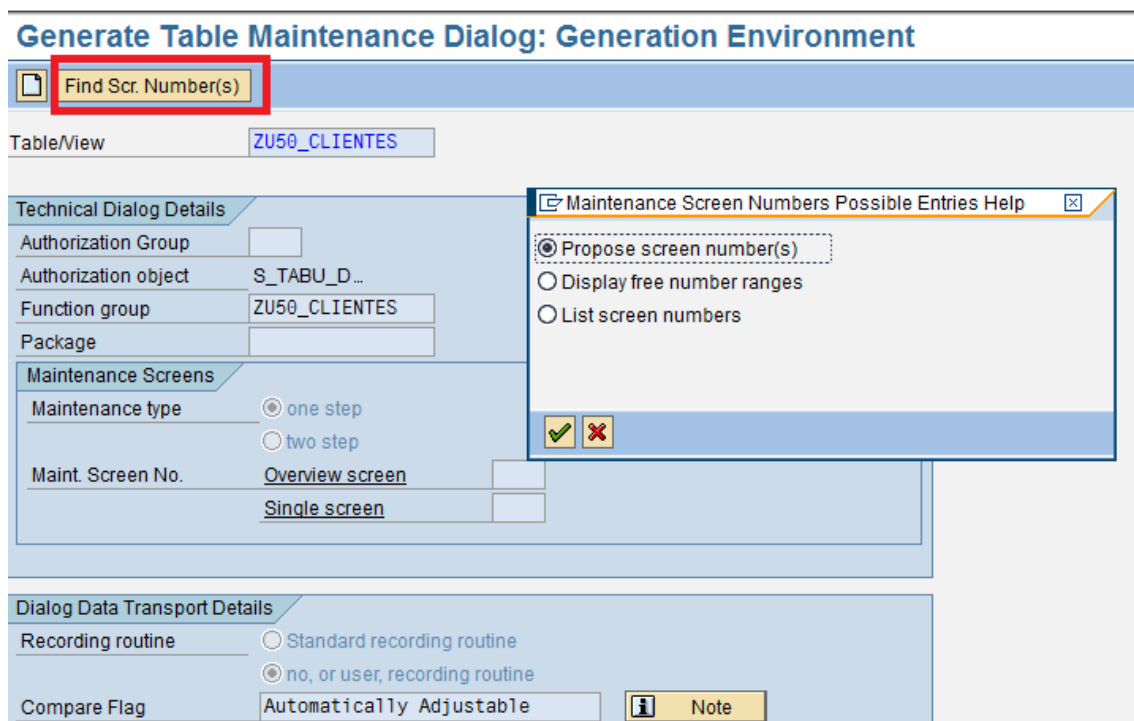 Generate Table Maintenance Dialog: Generation Environment
Find Scr. Number(s)
Table/View ZU50_CLIENTES
Technical Dialog Details
Authorization Group
Authorization object S_TABU_D…
Function group ZU50_CLIENTES
Package
Maintenance Screens
Maintenance type one step
two step
Maint. Screen No. Overview screen
Single screen
Maintenance Screen Numbers Possible Entries Help
Propose screen number(s)
Display free number ranges
List screen numbers
Dialog Data Transport Details
Recording routine Standard recording routine
no, or user, recording routine
Compare Flag Automatically Adjustable Note